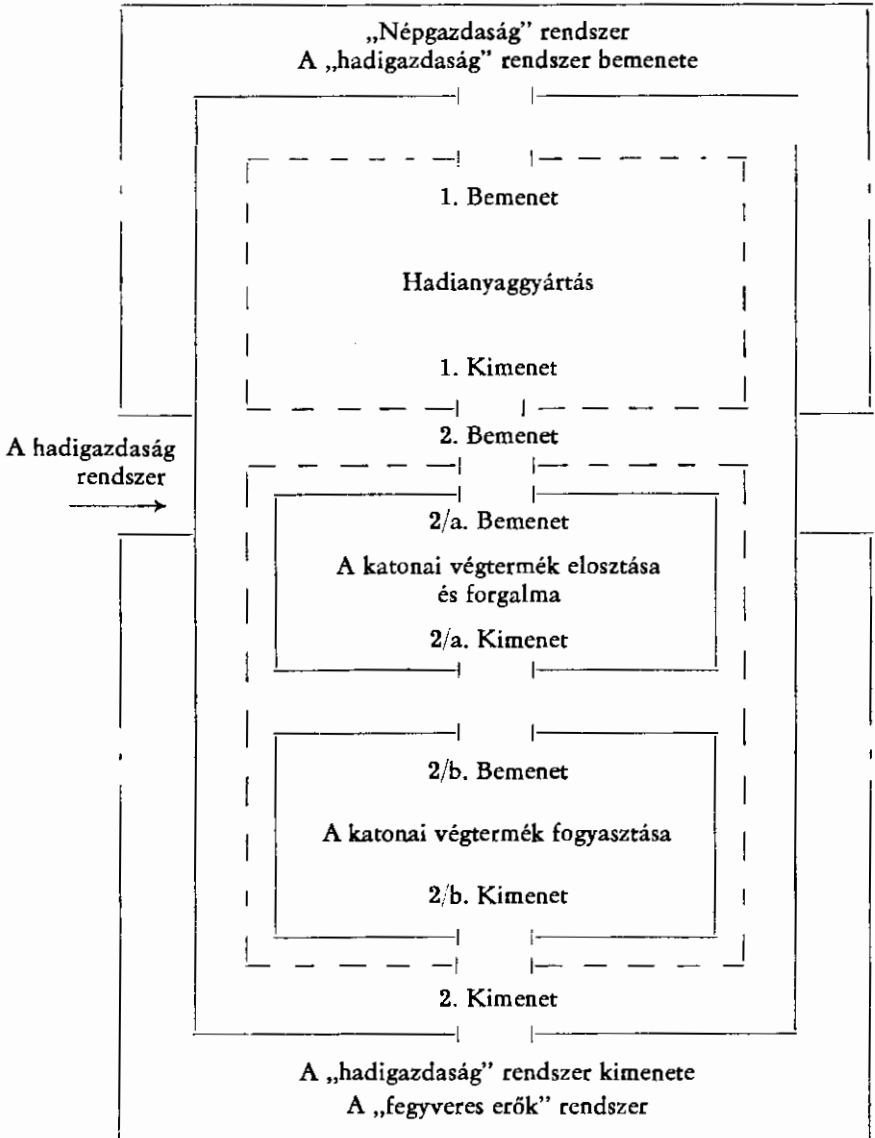 „Népgazdaság” rendszer
A „hadigazdaság” rendszer bemenete
1. Bemenet
Hadianyaggyártás
1. Kimenet
2. Bemenet
A hadigazdaság
rendszer
2/a. Bemenet
A katonai végtermék elosztása
és forgalma
2/a. Kimenet
2/b. Bemenet
A katonai végtermék fogyasztása
2/b. Kimenet
2. Kimenet
A „hadigazdaság” rendszer kimenete
A „fegyveres erők” rendszer